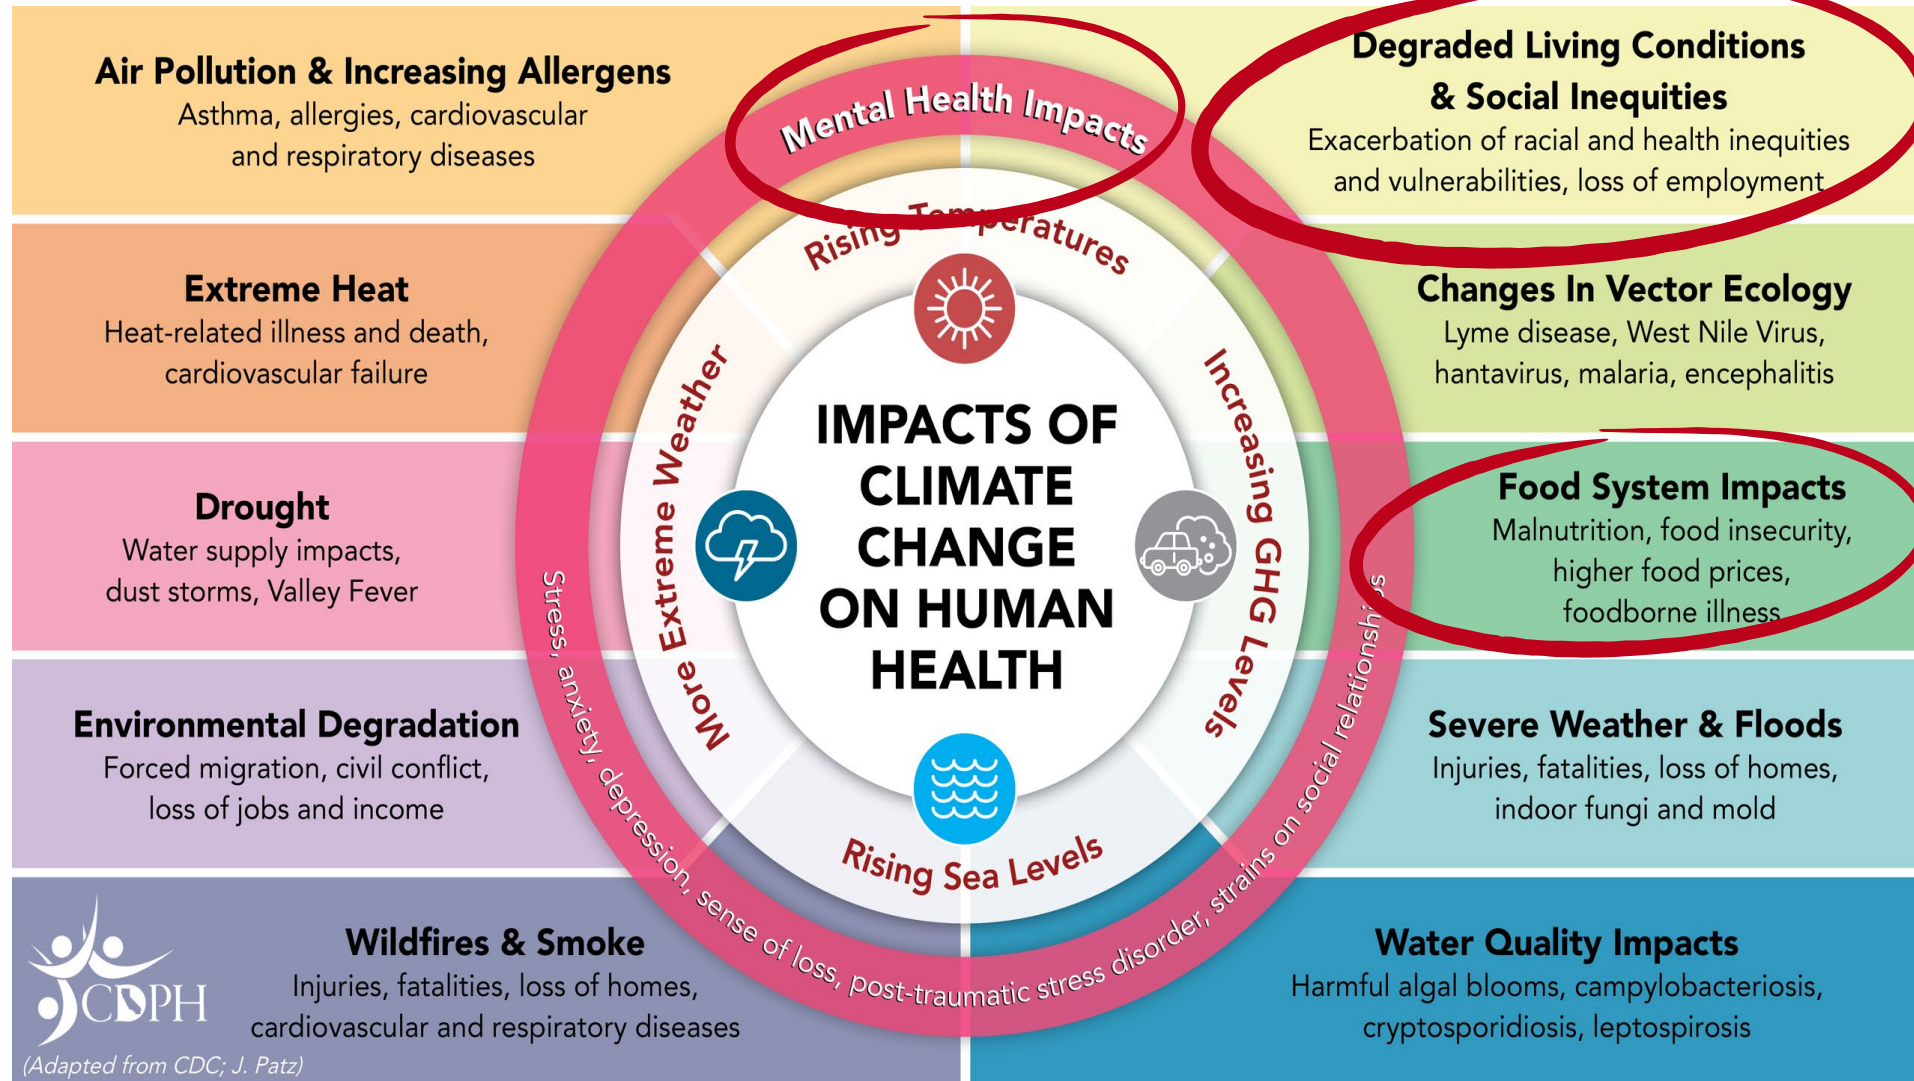 Air Pollution & Increasing Allergens
Asthma, allergies, cardiovascular
and respiratory diseases
Extreme Heat
Heat-related illness and death,
cardiovascular failure
Drought
Water supply impacts,
dust storms, Valley Fever
Environmental Degradation
Forced migration, civil conflict,
loss of jobs and income
Wildfires & Smoke
Injuries, fatalities, loss of homes,
cardiovascular and respiratory diseases
CDPH
(Adapted from CDC; J. Patz)
Mental Health Impacts
Rising Temperatures
More Extreme Weather
Increasing GHG Levels
Rising Sea Levels
IMPACTS OF
CLIMATE
CHANGE
ON HUMAN
HEALTH
Stress, anxiety, depression, sense of loss, post-traumatic stress disorder, strains on social relationships
Degraded Living Conditions
& Social Inequities
Exacerbation of racial and health inequities
and vulnerabilities, loss of employment
Changes In Vector Ecology
Lyme disease, West Nile Virus,
hantavirus, malaria, encephalitis
Food System Impacts
Malnutrition, food insecurity,
higher food prices,
foodborne illness
Severe Weather & Floods
Injuries, fatalities, loss of homes,
indoor fungi and mold
Water Quality Impacts
Harmful algal blooms, campylobacteriosis,
cryptosporidiosis, leptospirosis